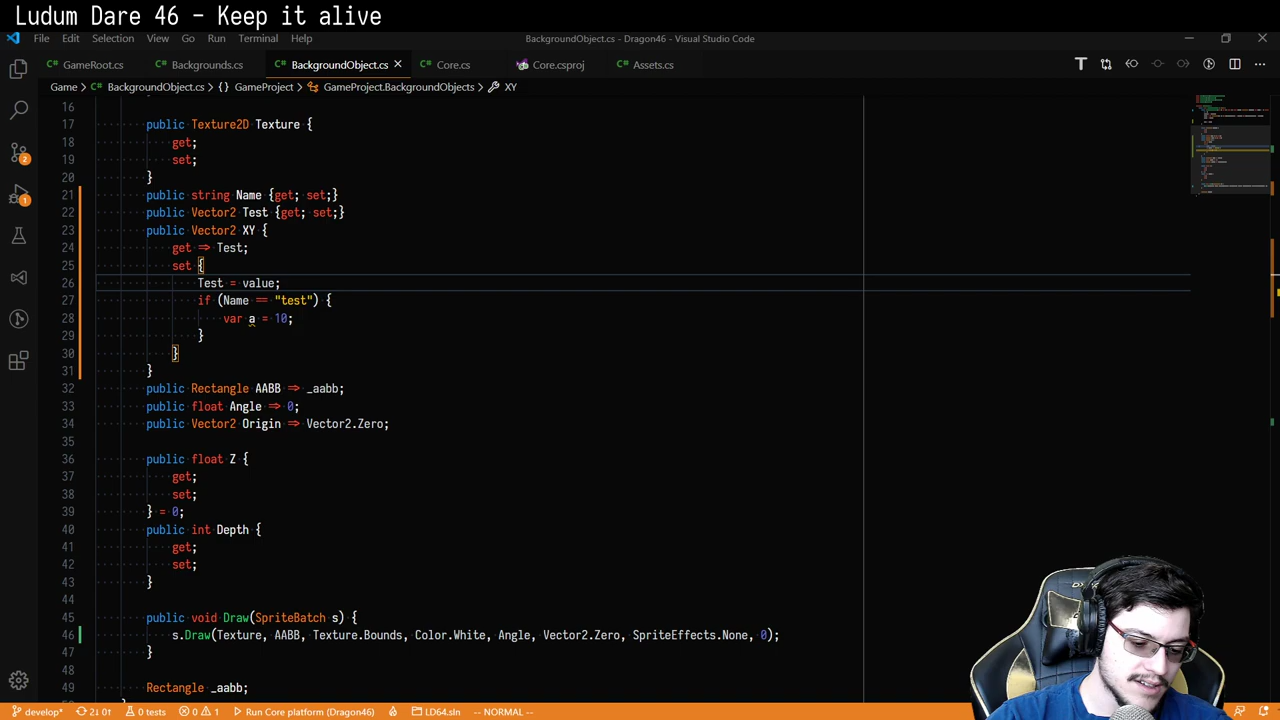 Ludum Dare 46 - Keep it alive
File Edit Selection View Go Run Terminal Help
BackgroundObject.cs - Dragon46 - Visual Studio Code
C# GameRoot.cs C# Backgrounds.cs C# BackgroundObject.cs Core.cs Core.csproj C# Assets.cs
Game > C# BackgroundObject.cs > {} GameProject > GameProject.BackgroundObjects > XY
16
17 public Texture2D Texture {
18 get;
19 set;
20 }
21 public string Name {get; set;}
22 public Vector2 Test {get; set;}
23 public Vector2 XY {
24 get => Test;
25 set {
26 Test = value;
27 if (Name == "test") {
28 var a = 10;
29 }
30 }
31 }
32 public Rectangle AABB => _aabb;
33 public float Angle => 0;
34 public Vector2 Origin => Vector2.Zero;
35
36 public float Z {
37 get;
38 set;
39 } = 0;
40 public int Depth {
41 get;
42 set;
43 }
44
45 public void Draw(SpriteBatch s) {
46 s.Draw(Texture, AABB, Texture.Bounds, Color.White, Angle, Vector2.Zero, SpriteEffects.None, 0);
47 }
48
49 Rectangle _aabb;
2
1
develop* 2↓ 0↑ 0 tests 0 1 Run Core platform (Dragon46) LD64.sln -- NORMAL --